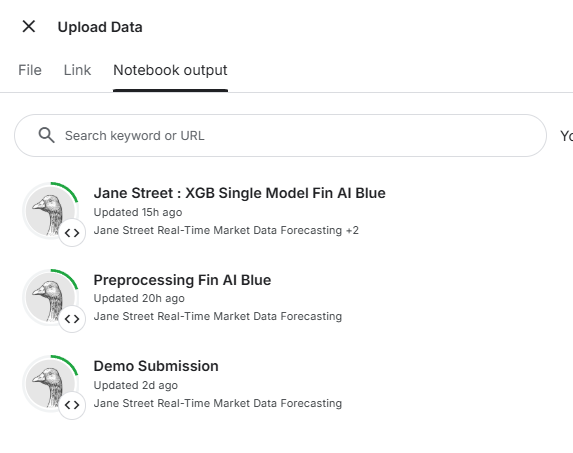 Upload Data
File Link Notebook output
Search keyword or URL
Jane Street : XGB Single Model Fin AI Blue
Updated 15h ago
Jane Street Real-Time Market Data Forecasting +2
Preprocessing Fin AI Blue
Updated 20h ago
Jane Street Real-Time Market Data Forecasting
Demo Submission
Updated 2d ago
Jane Street Real-Time Market Data Forecasting